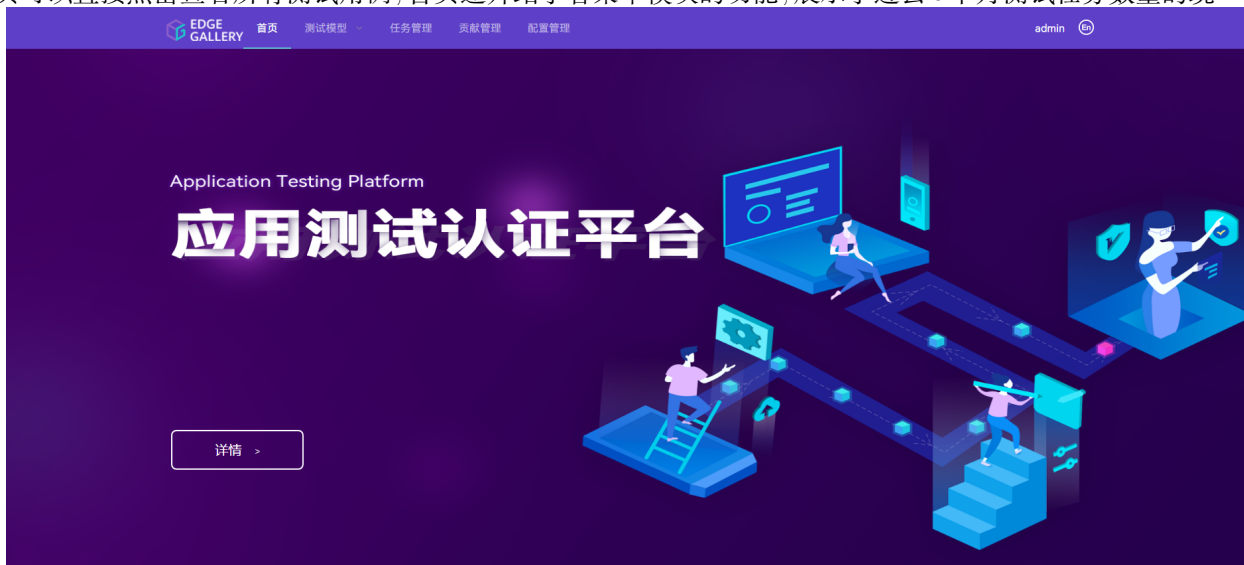 EDGE
GALLERY
首页 测试模型 任务管理 贡献管理 配置管理
admin En
Application Testing Platform
应用测试认证平台
详情 >